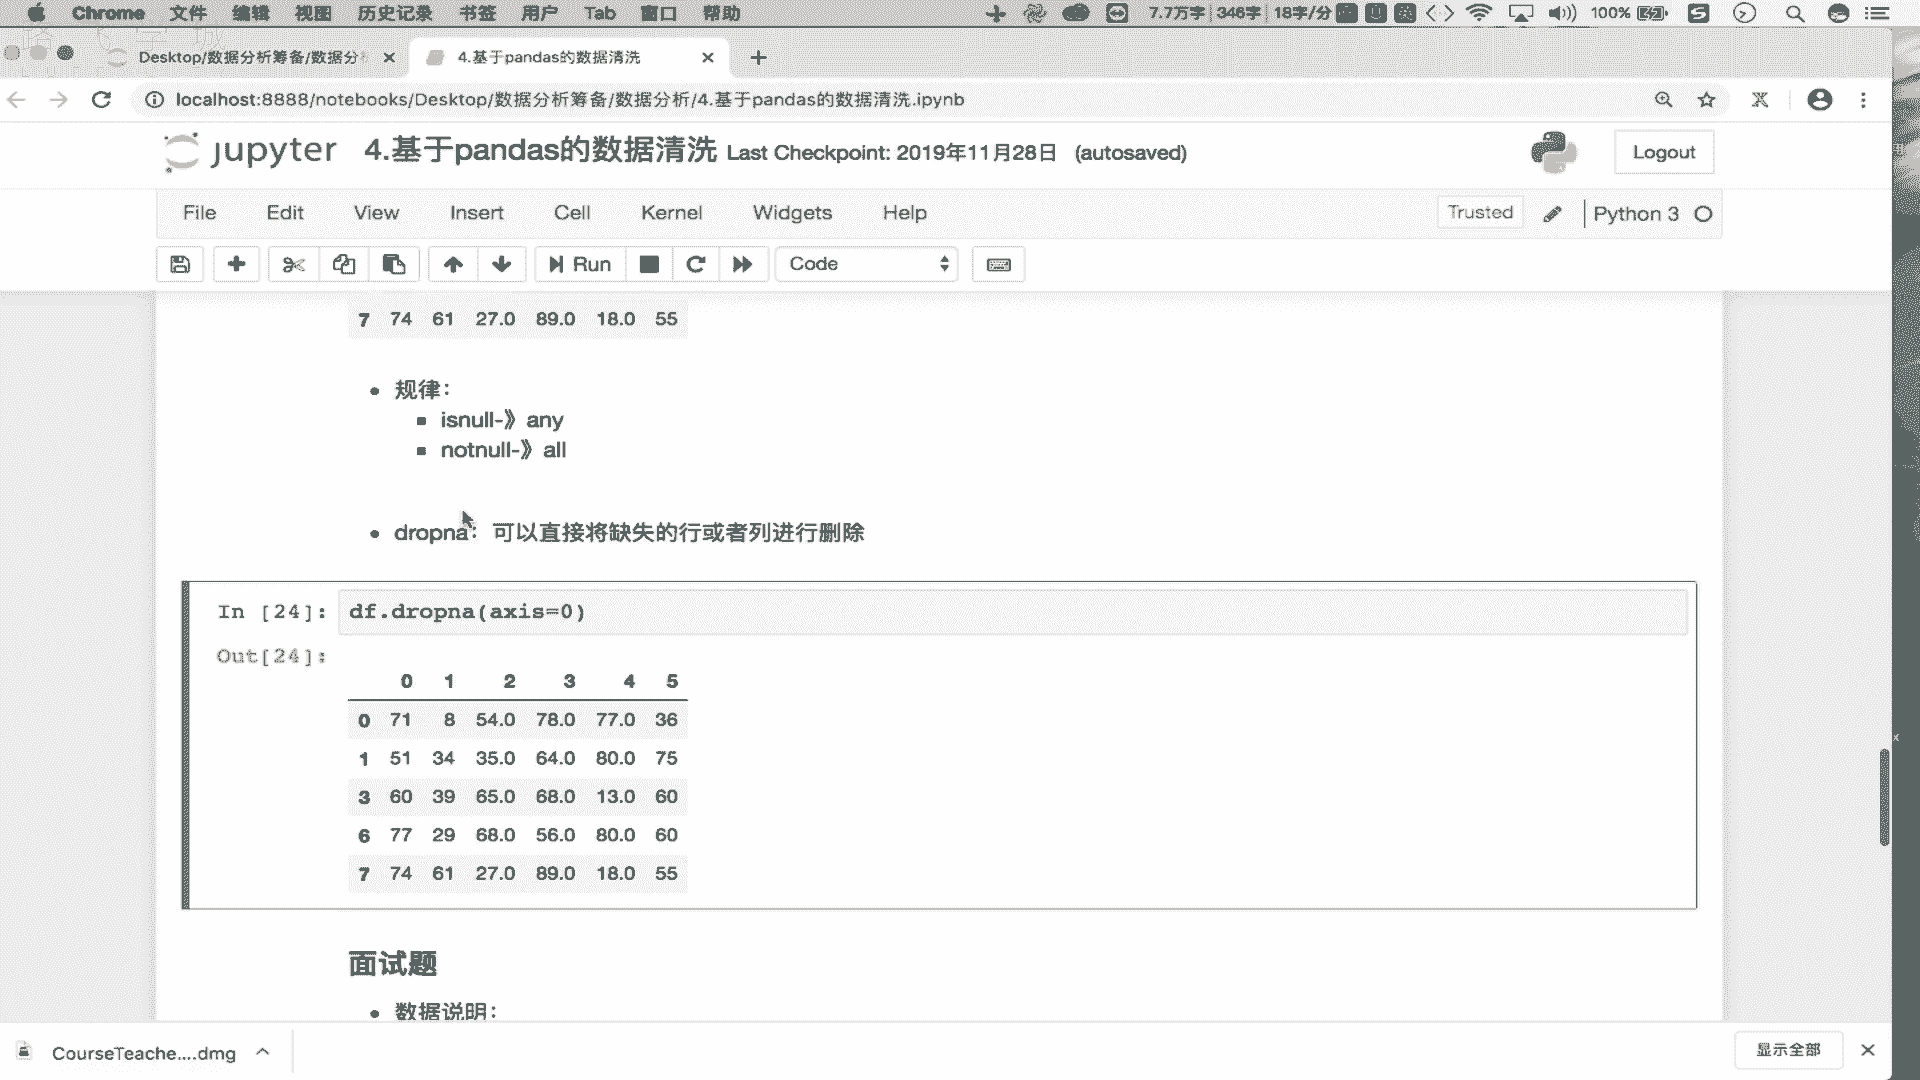 Chrome 文件 编辑 视图 历史记录 书签 用户 Tab 窗口 帮助 7.7万字 346字 18字/分 100%
Desktop/数据分析筹备/数据分 4.基于pandas的数据清洗
localhost:8888/notebooks/Desktop/数据分析筹备/数据分析/4.基于pandas的数据清洗.ipynb
jupyter 4.基于pandas的数据清洗 Last Checkpoint: 2019年11月28日 (autosaved) Logout
File Edit View Insert Cell Kernel Widgets Help Trusted Python 3
Run Code
7 74 61 27.0 89.0 18.0 55
规律：
isnull-》any
notnull-》all
dropna：可以直接将缺失的行或者列进行删除
In [24]: df.dropna(axis=0)
Out[24]:
0 1 2 3 4 5
0 71 8 54.0 78.0 77.0 36
1 51 34 35.0 64.0 80.0 75
3 60 39 65.0 68.0 13.0 60
6 77 29 68.0 56.0 80.0 60
7 74 61 27.0 89.0 18.0 55
面试题
数据说明：
CourseTeache....dmg 显示全部